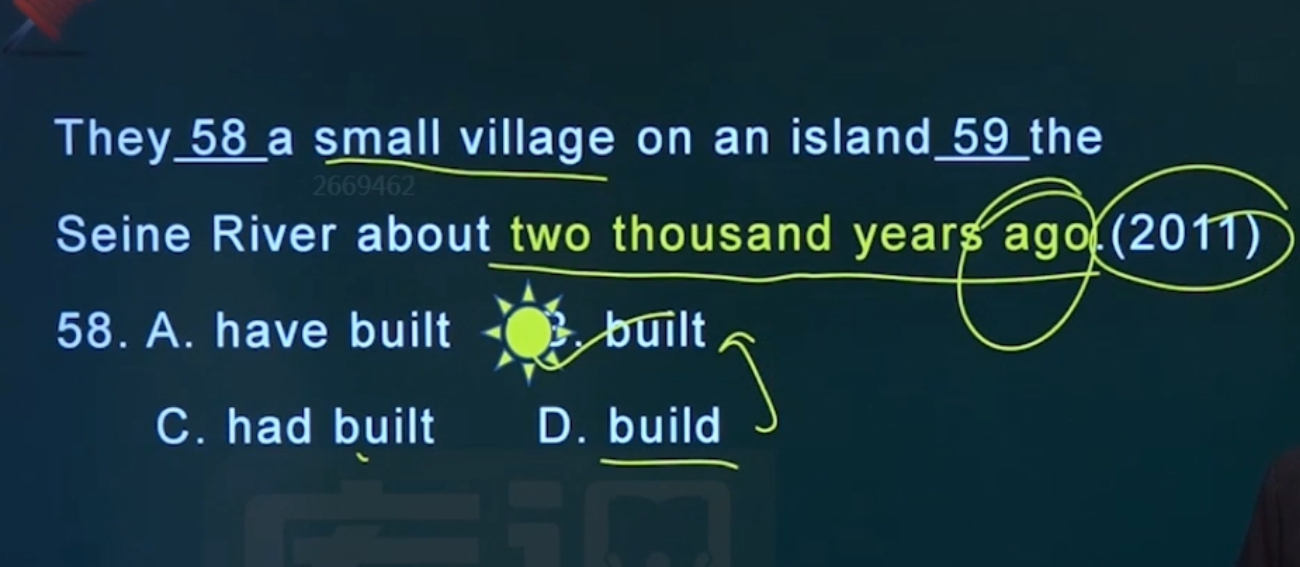 They 58 a small village on an island 59 the
2669462
Seine River about two thousand years ago.(2011)
58. A. have built B. built
C. had built D. build